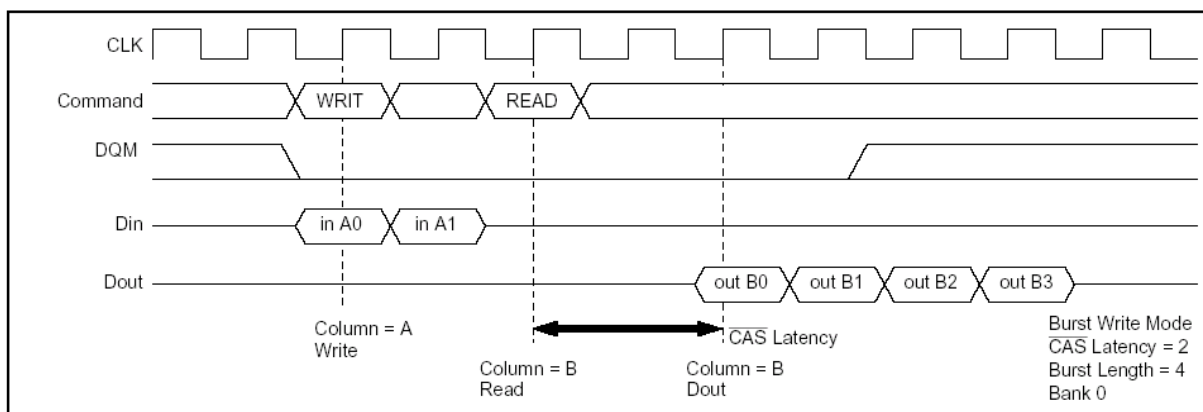 CLK
Command WRIT READ
DQM
Din in A0 in A1
Dout out B0 out B1 out B2 out B3
Column = A
Write
Column = B
Read
CAS Latency
Column = B
Dout
Burst Write Mode
CAS Latency = 2
Burst Length = 4
Bank 0